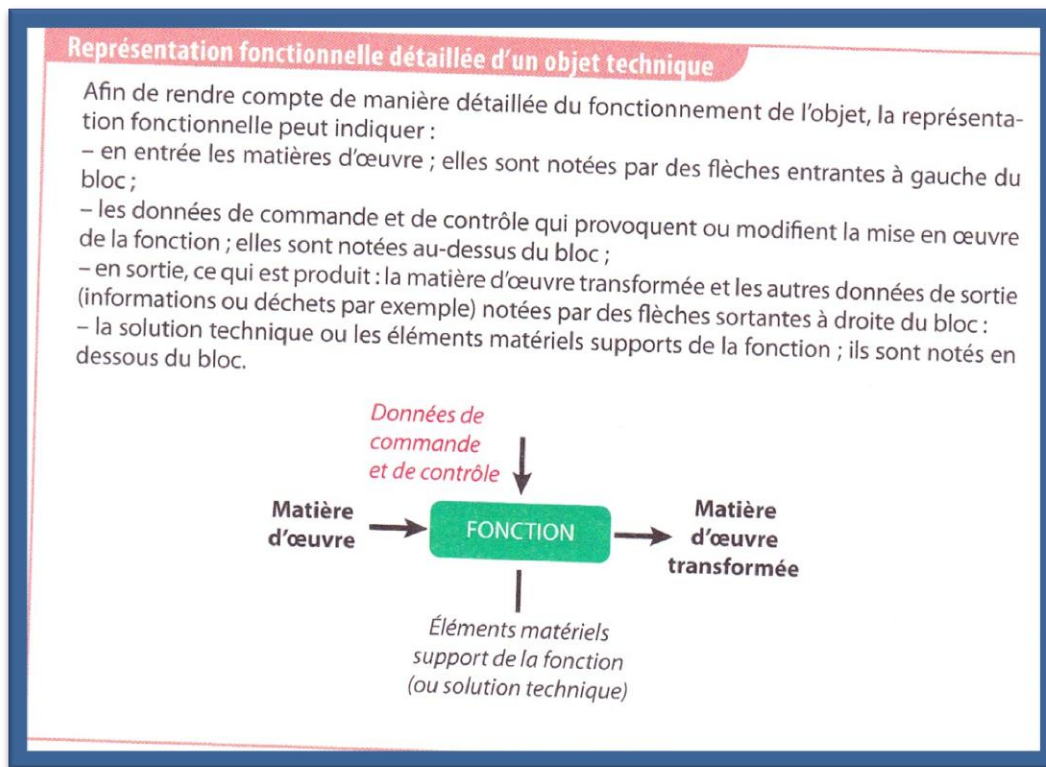 Représentation fonctionnelle détaillée d'un objet technique
Afin de rendre compte de manière détaillée du fonctionnement de l'objet, la représenta-
tion fonctionnelle peut indiquer :
– en entrée les matières d'œuvre ; elles sont notées par des flèches entrantes à gauche du
bloc ;
– les données de commande et de contrôle qui provoquent ou modifient la mise en œuvre
de la fonction ; elles sont notées au-dessus du bloc ;
– en sortie, ce qui est produit : la matière d'œuvre transformée et les autres données de sortie
(informations ou déchets par exemple) notées par des flèches sortantes à droite du bloc :
– la solution technique ou les éléments matériels supports de la fonction ; ils sont notés en
dessous du bloc.
Données de
commande
et de contrôle
Matière
d'œuvre
FONCTION
Matière
d'œuvre
transformée
Éléments matériels
support de la fonction
(ou solution technique)